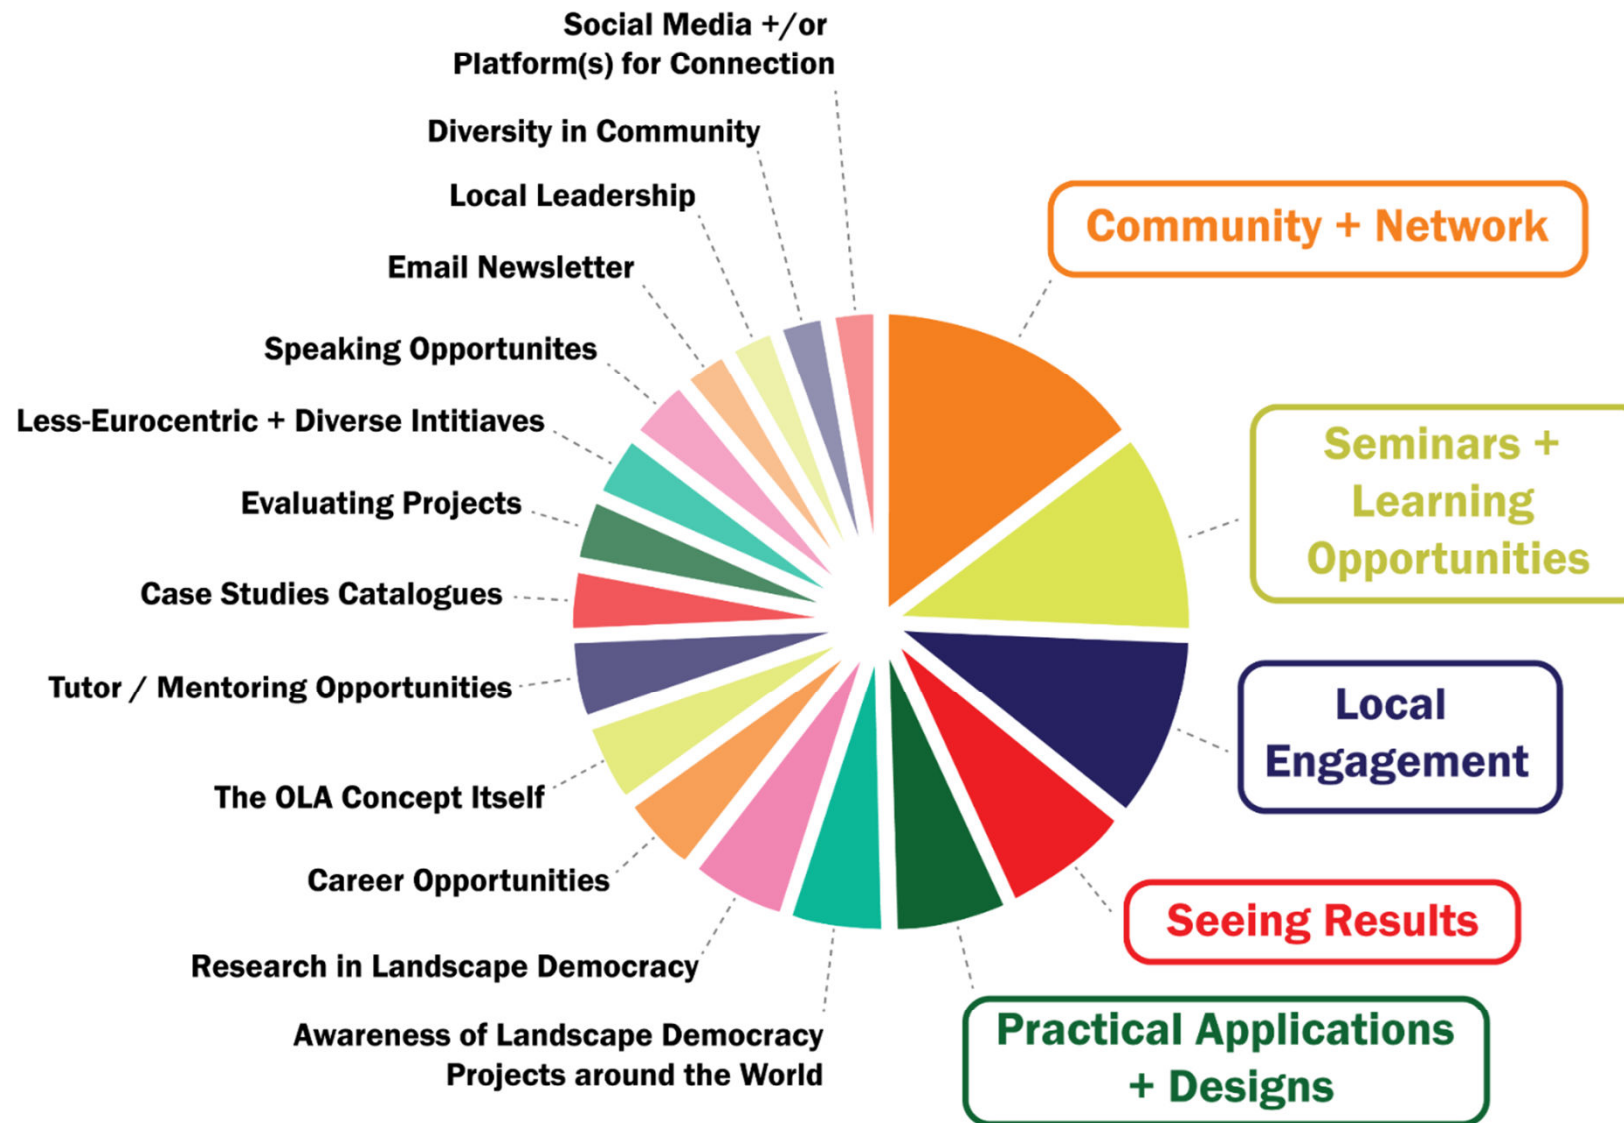 Social Media +/or
Platform(s) for Connection
Diversity in Community
Local Leadership
Email Newsletter
Speaking Opportunites
Less-Eurocentric + Diverse Intitiaves
Evaluating Projects
Case Studies Catalogues
Tutor / Mentoring Opportunities
The OLA Concept Itself
Career Opportunities
Research in Landscape Democracy
Awareness of Landscape Democracy
Projects around the World
Community + Network
Seminars +
Learning
Opportunities
Local
Engagement
Seeing Results
Practical Applications
+ Designs